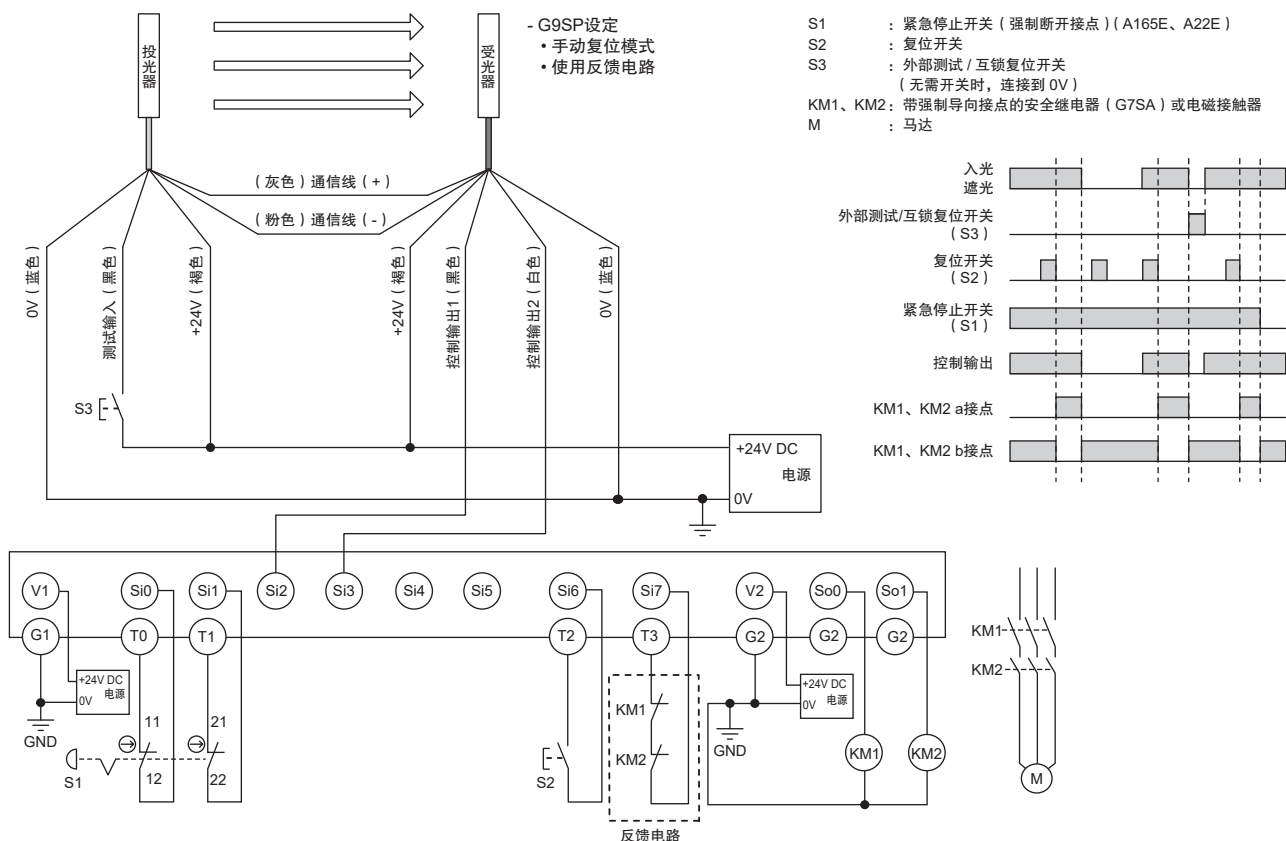 投光器
受光器
- G9SP设定
• 手动复位模式
• 使用反馈电路
S1 ：紧急停止开关（强制断开接点）（A165E、A22E）
S2 ：复位开关
S3 ：外部测试 / 互锁复位开关
（无需开关时，连接到 0V）
KM1、KM2：带强制导向接点的安全继电器（G7SA）或电磁接触器
M ：马达
（灰色）通信线（+）
（粉色）通信线（-）
0V（蓝色）
测试输入（黑色）
+24V（褐色）
+24V（褐色）
控制输出1（黑色）
控制输出2（白色）
0V（蓝色）
S3
+24V DC
电源
0V
入光
遮光
外部测试/互锁复位开关
（S3）
复位开关
（S2）
紧急停止开关
（S1）
控制输出
KM1、KM2 a接点
KM1、KM2 b接点
V1 Si0 Si1 Si2 Si3 Si4 Si5 Si6 Si7 V2 So0 So1
G1 T0 T1 T2 T3 G2 G2 G2
+24V DC
电源
0V
GND
11
21
12
22
S1
S2
KM1
KM2
反馈电路
+24V DC
电源
0V
GND
KM1
KM2
KM1
KM2
M